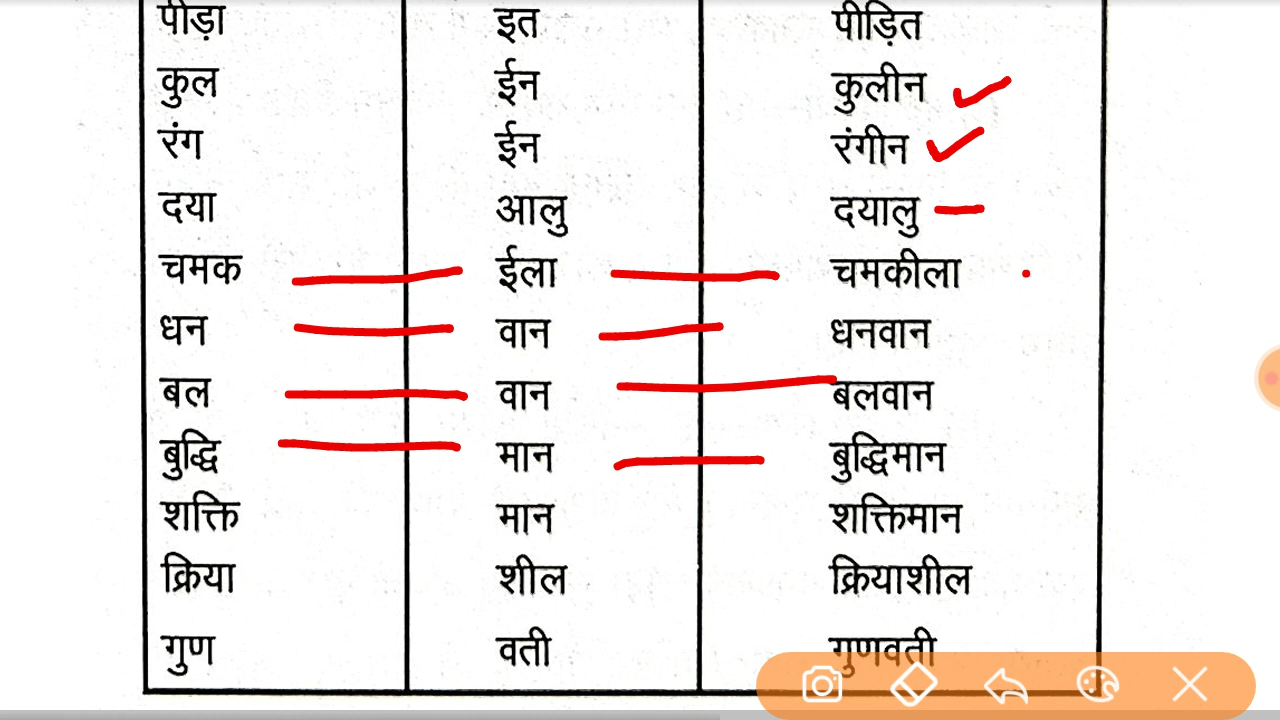 पीड़ा इत पीड़ित
कुल ईन कुलीन
रंग ईन रंगीन
दया आलु दयालु
चमक ईला चमकीला
धन वान धनवान
बल वान बलवान
बुद्धि मान बुद्धिमान
शक्ति मान शक्तिमान
क्रिया शील क्रियाशील
गुण वती गुणवती